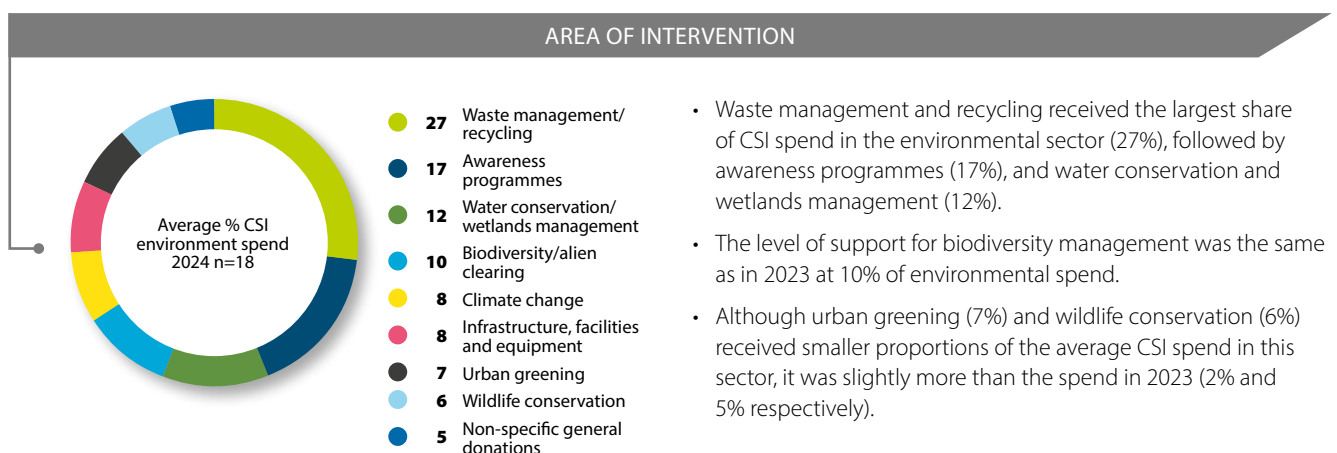 AREA OF INTERVENTION
Average % CSI
environment spend
2024 n=18
27 Waste management/
recycling
17 Awareness
programmes
12 Water conservation/
wetlands management
10 Biodiversity/alien
clearing
8 Climate change
8 Infrastructure, facilities
and equipment
7 Urban greening
6 Wildlife conservation
5 Non-specific general
donations
• Waste management and recycling received the largest share
of CSI spend in the environmental sector (27%), followed by
awareness programmes (17%), and water conservation and
wetlands management (12%).
• The level of support for biodiversity management was the same
as in 2023 at 10% of environmental spend.
• Although urban greening (7%) and wildlife conservation (6%)
received smaller proportions of the average CSI spend in this
sector, it was slightly more than the spend in 2023 (2% and
5% respectively).